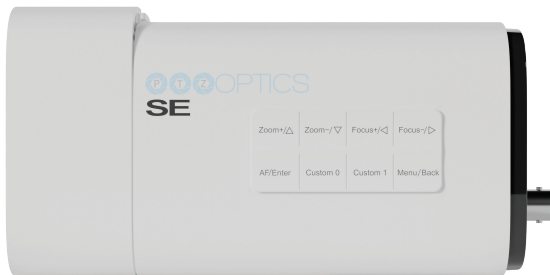 PTZOPTICS
SE
Zoom+/△ Zoom-/▽ Focus+/◁ Focus-/▷
AF/Enter Custom 0 Custom 1 Menu/Back